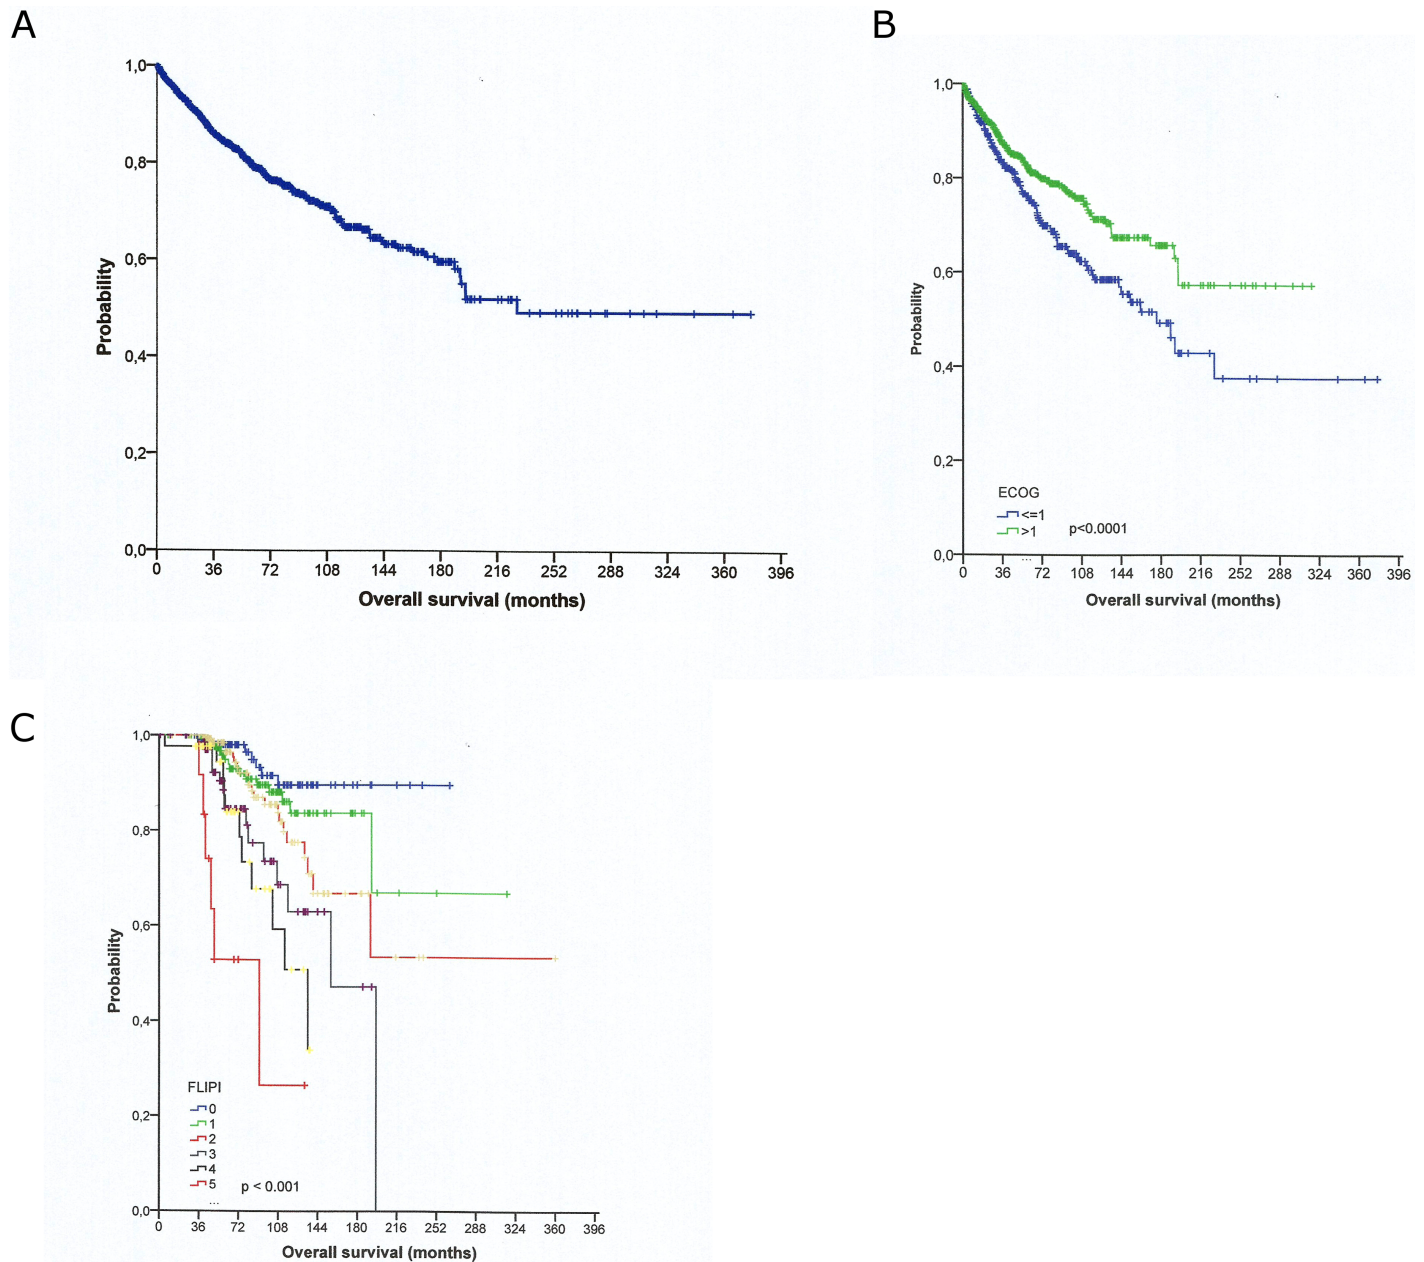 A
1,0
0,8
0,6
0,4
0,2
0,0
Probability
0 36 72 108 144 180 216 252 288 324 360 396
Overall survival (months)
B
1,0
0,8
0,6
0,4
0,2
0,0
Probability
ECOG
<=1
>1
p<0.0001
0 36 72 108 144 180 216 252 288 324 360 396
Overall survival (months)
C
1,0
0,8
0,6
0,4
0,2
0,0
Probability
FLIPI
0
1
2
3
4
5
p < 0.001
0 36 72 108 144 180 216 252 288 324 360 396
Overall survival (months)